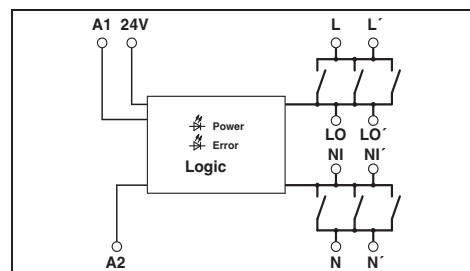 A1 24V L L´
Power
Error
Logic
LO LO´
NI NI´
A2 N N´